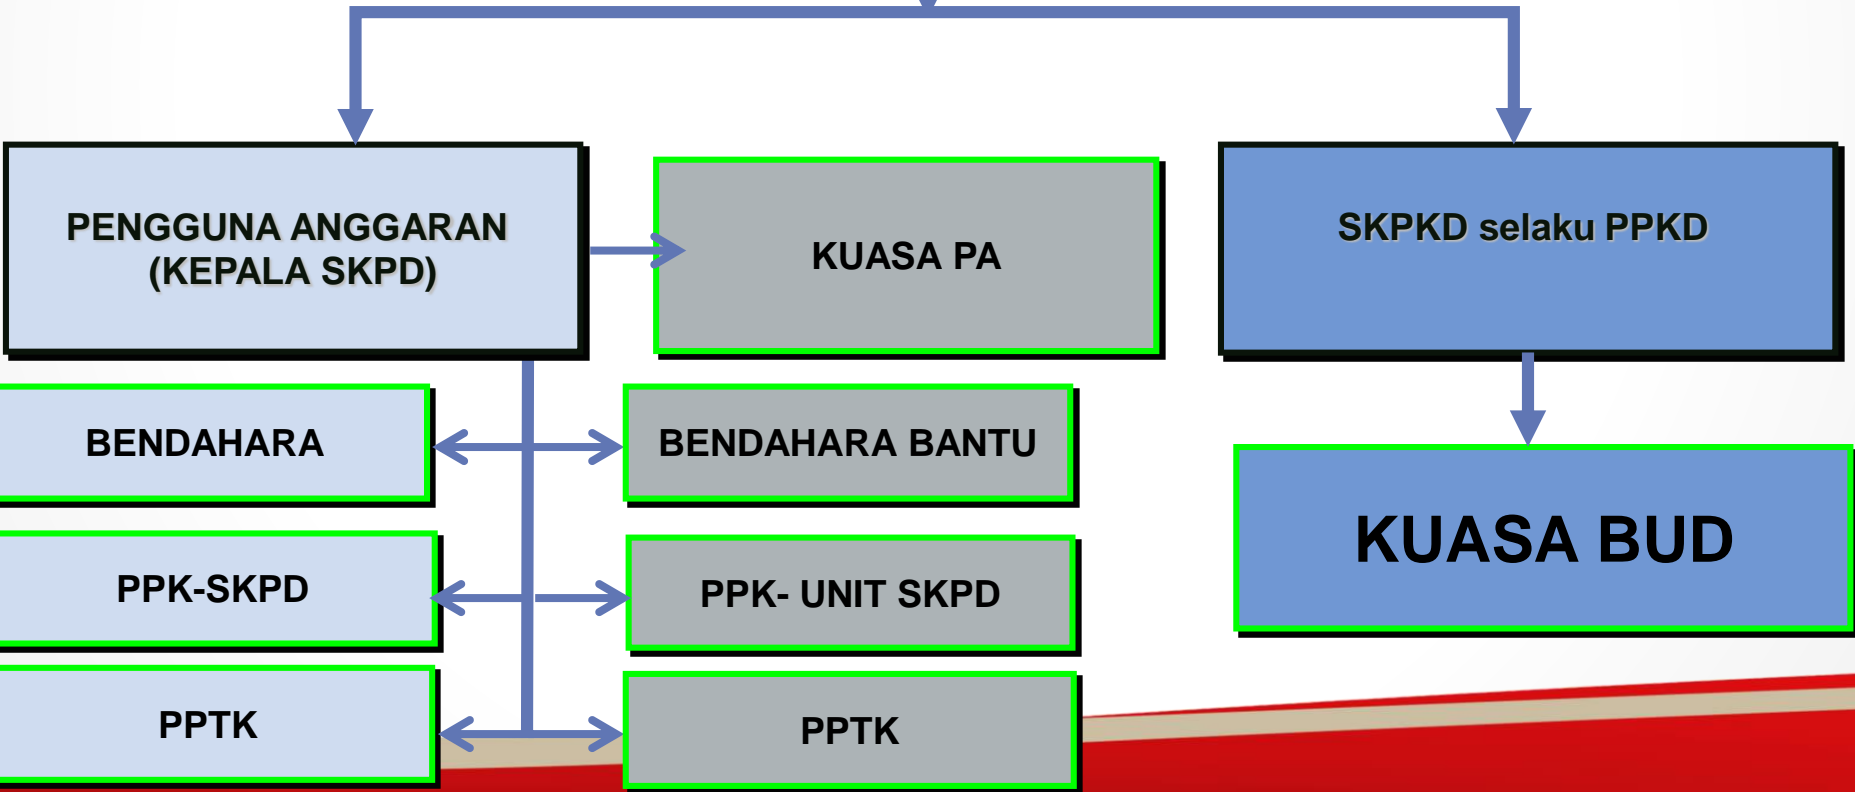 PENGGUNA ANGGARAN
(KEPALA SKPD)
KUASA PA
SKPKD selaku PPKD
BENDAHARA
BENDAHARA BANTU
KUASA BUD
PPK-SKPD
PPK- UNIT SKPD
PPTK
PPTK